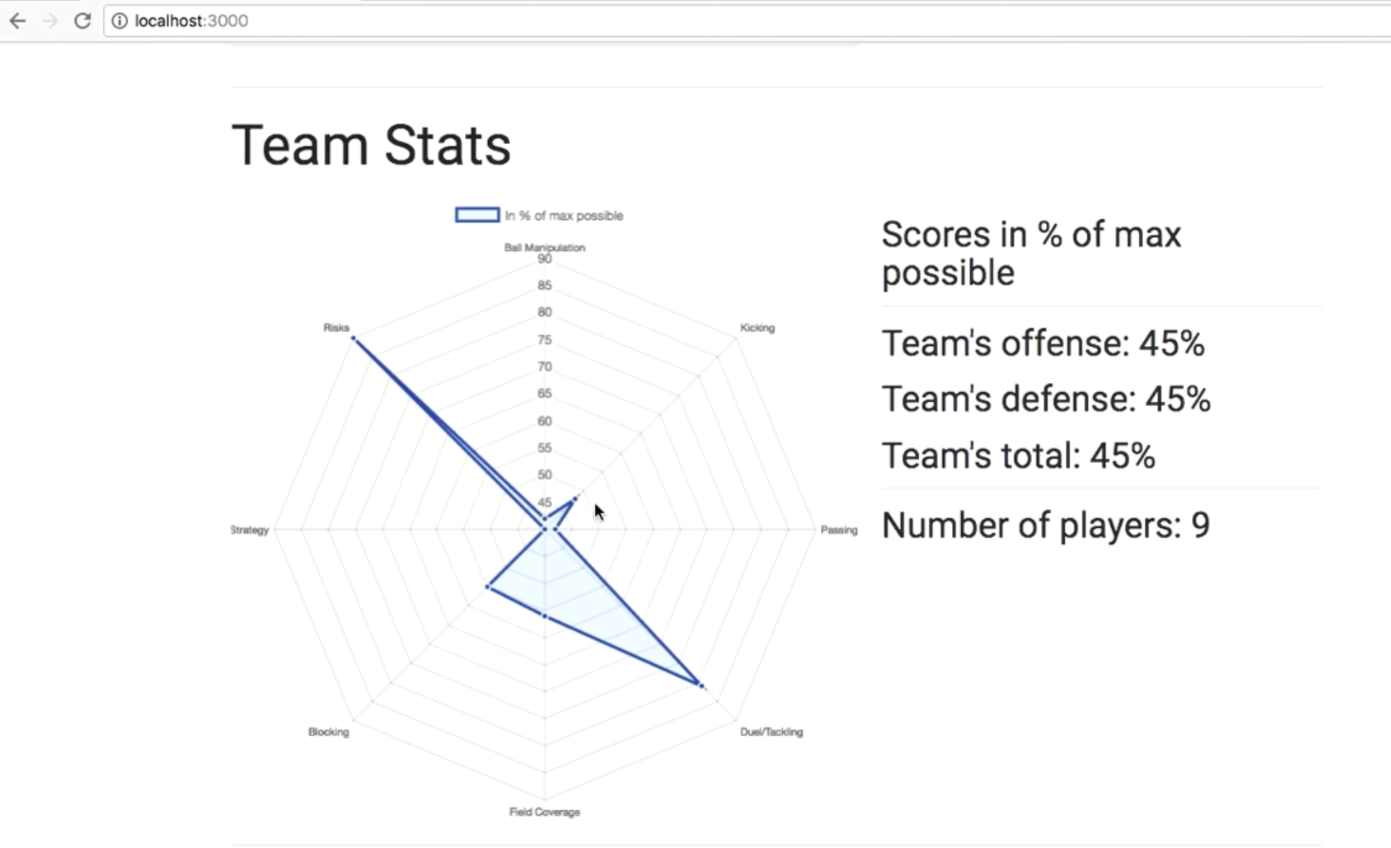 localhost:3000
Team Stats
In % of max possible
Ball Manipulation
90
85
80
75
70
65
60
55
50
45
Risks
Kicking
Strategy
Passing
Blocking
Duel/Tackling
Field Coverage
Scores in % of max
possible
Team's offense: 45%
Team's defense: 45%
Team's total: 45%
Number of players: 9